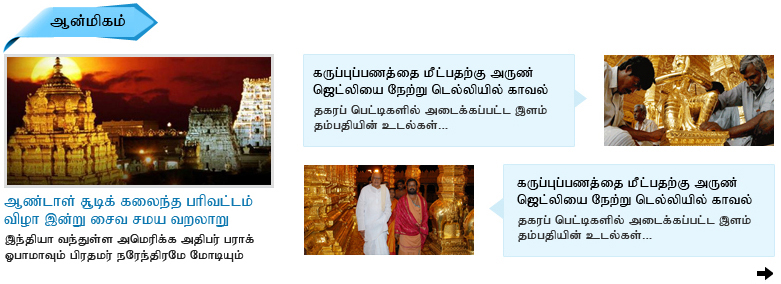 ஆன்மிகம்
ஆண்டாள் சூடிக் கலைந்த பரிவட்டம்
விழா இன்று சைவ சமய வறலாறு
இந்தியா வந்துள்ள அமெரிக்க அதிபர் பராக்
ஓபாமாவும் பிரதமர் நரேந்திரமே மோடியும்
கருப்புப்பணத்தை மீட்பதற்கு அருண்
ஜெட்லியை நேற்று டெல்லியில் காவல்
தகரப் பெட்டிகளில் அடைக்கப்பட்ட இளம்
தம்பதியின் உடல்கள்...
கருப்புப்பணத்தை மீட்பதற்கு அருண்
ஜெட்லியை நேற்று டெல்லியில் காவல்
தகரப் பெட்டிகளில் அடைக்கப்பட்ட இளம்
தம்பதியின் உடல்கள்...